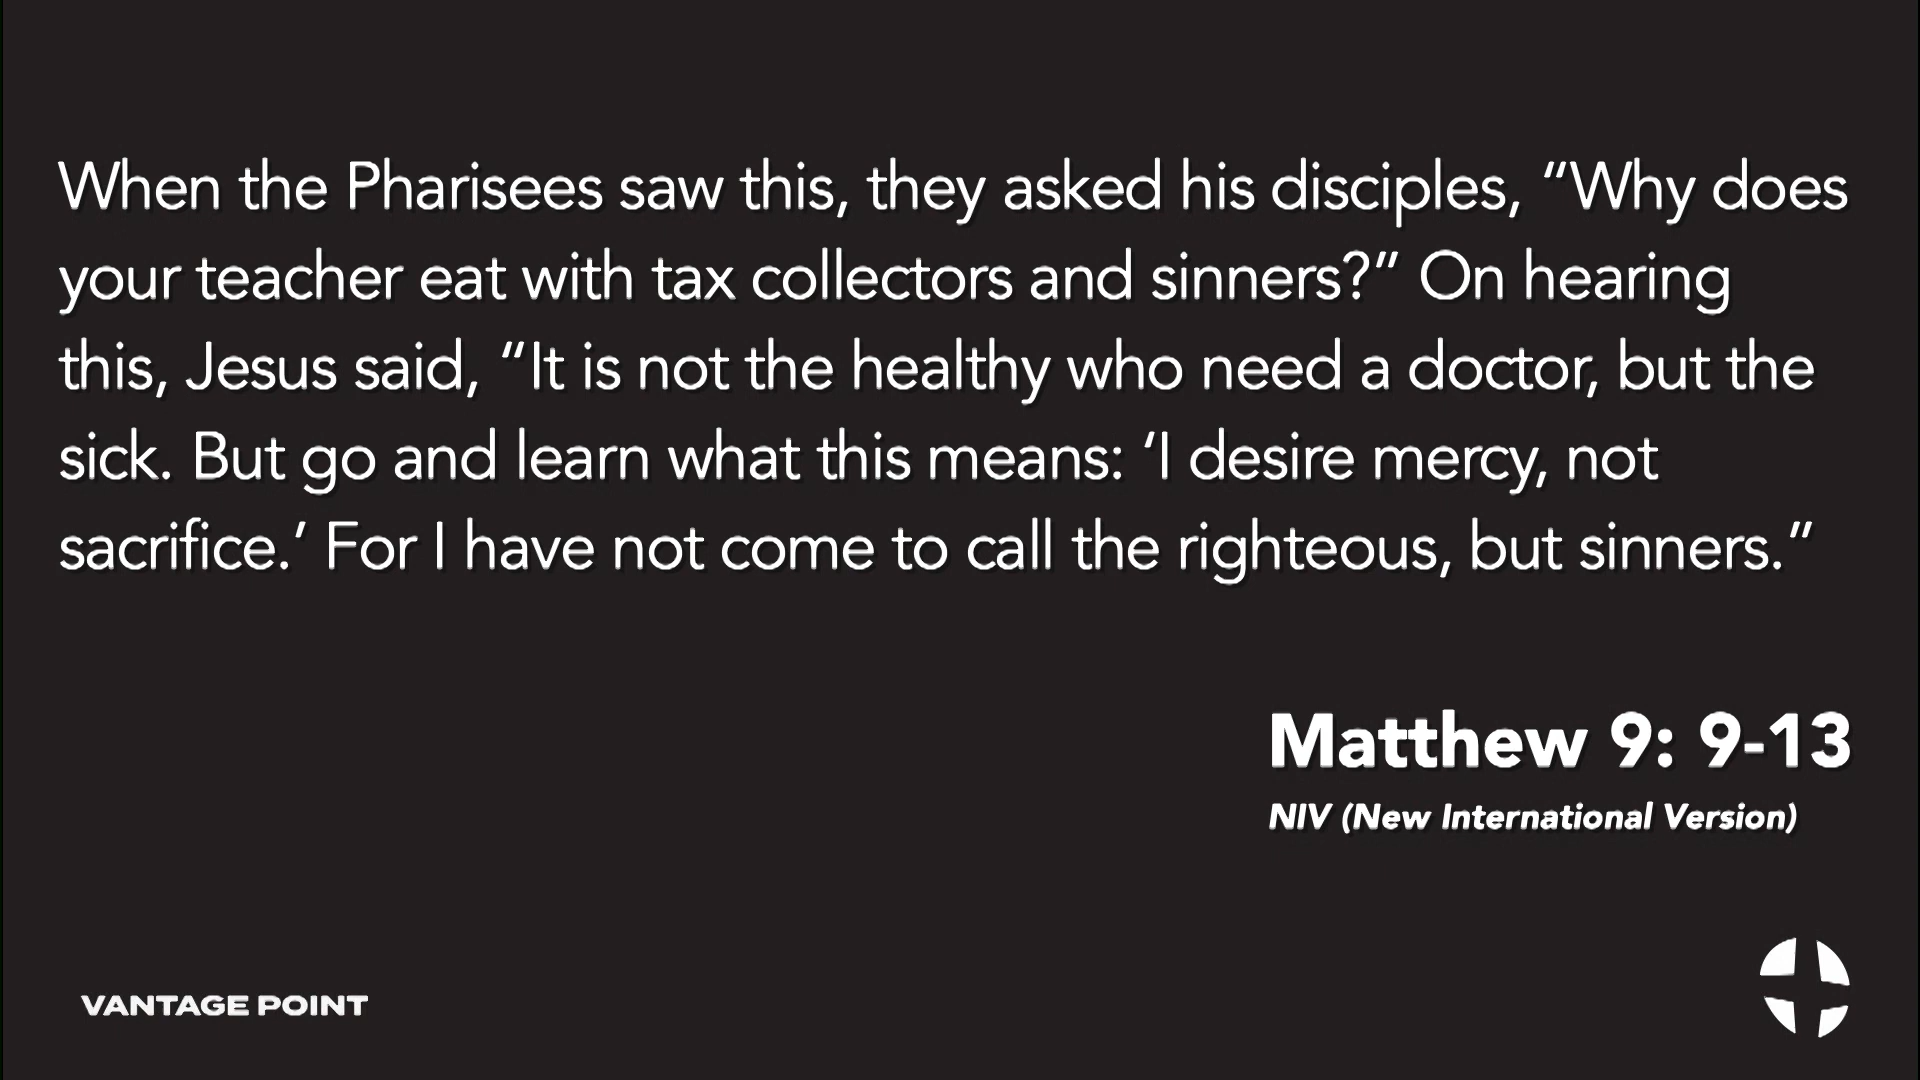 When the Pharisees saw this, they asked his disciples, “Why does
your teacher eat with tax collectors and sinners?” On hearing
this, Jesus said, “It is not the healthy who need a doctor, but the
sick. But go and learn what this means: ‘I desire mercy, not
sacrifice.’ For I have not come to call the righteous, but sinners.”
Matthew 9: 9-13
NIV (New International Version)
VANTAGE POINT